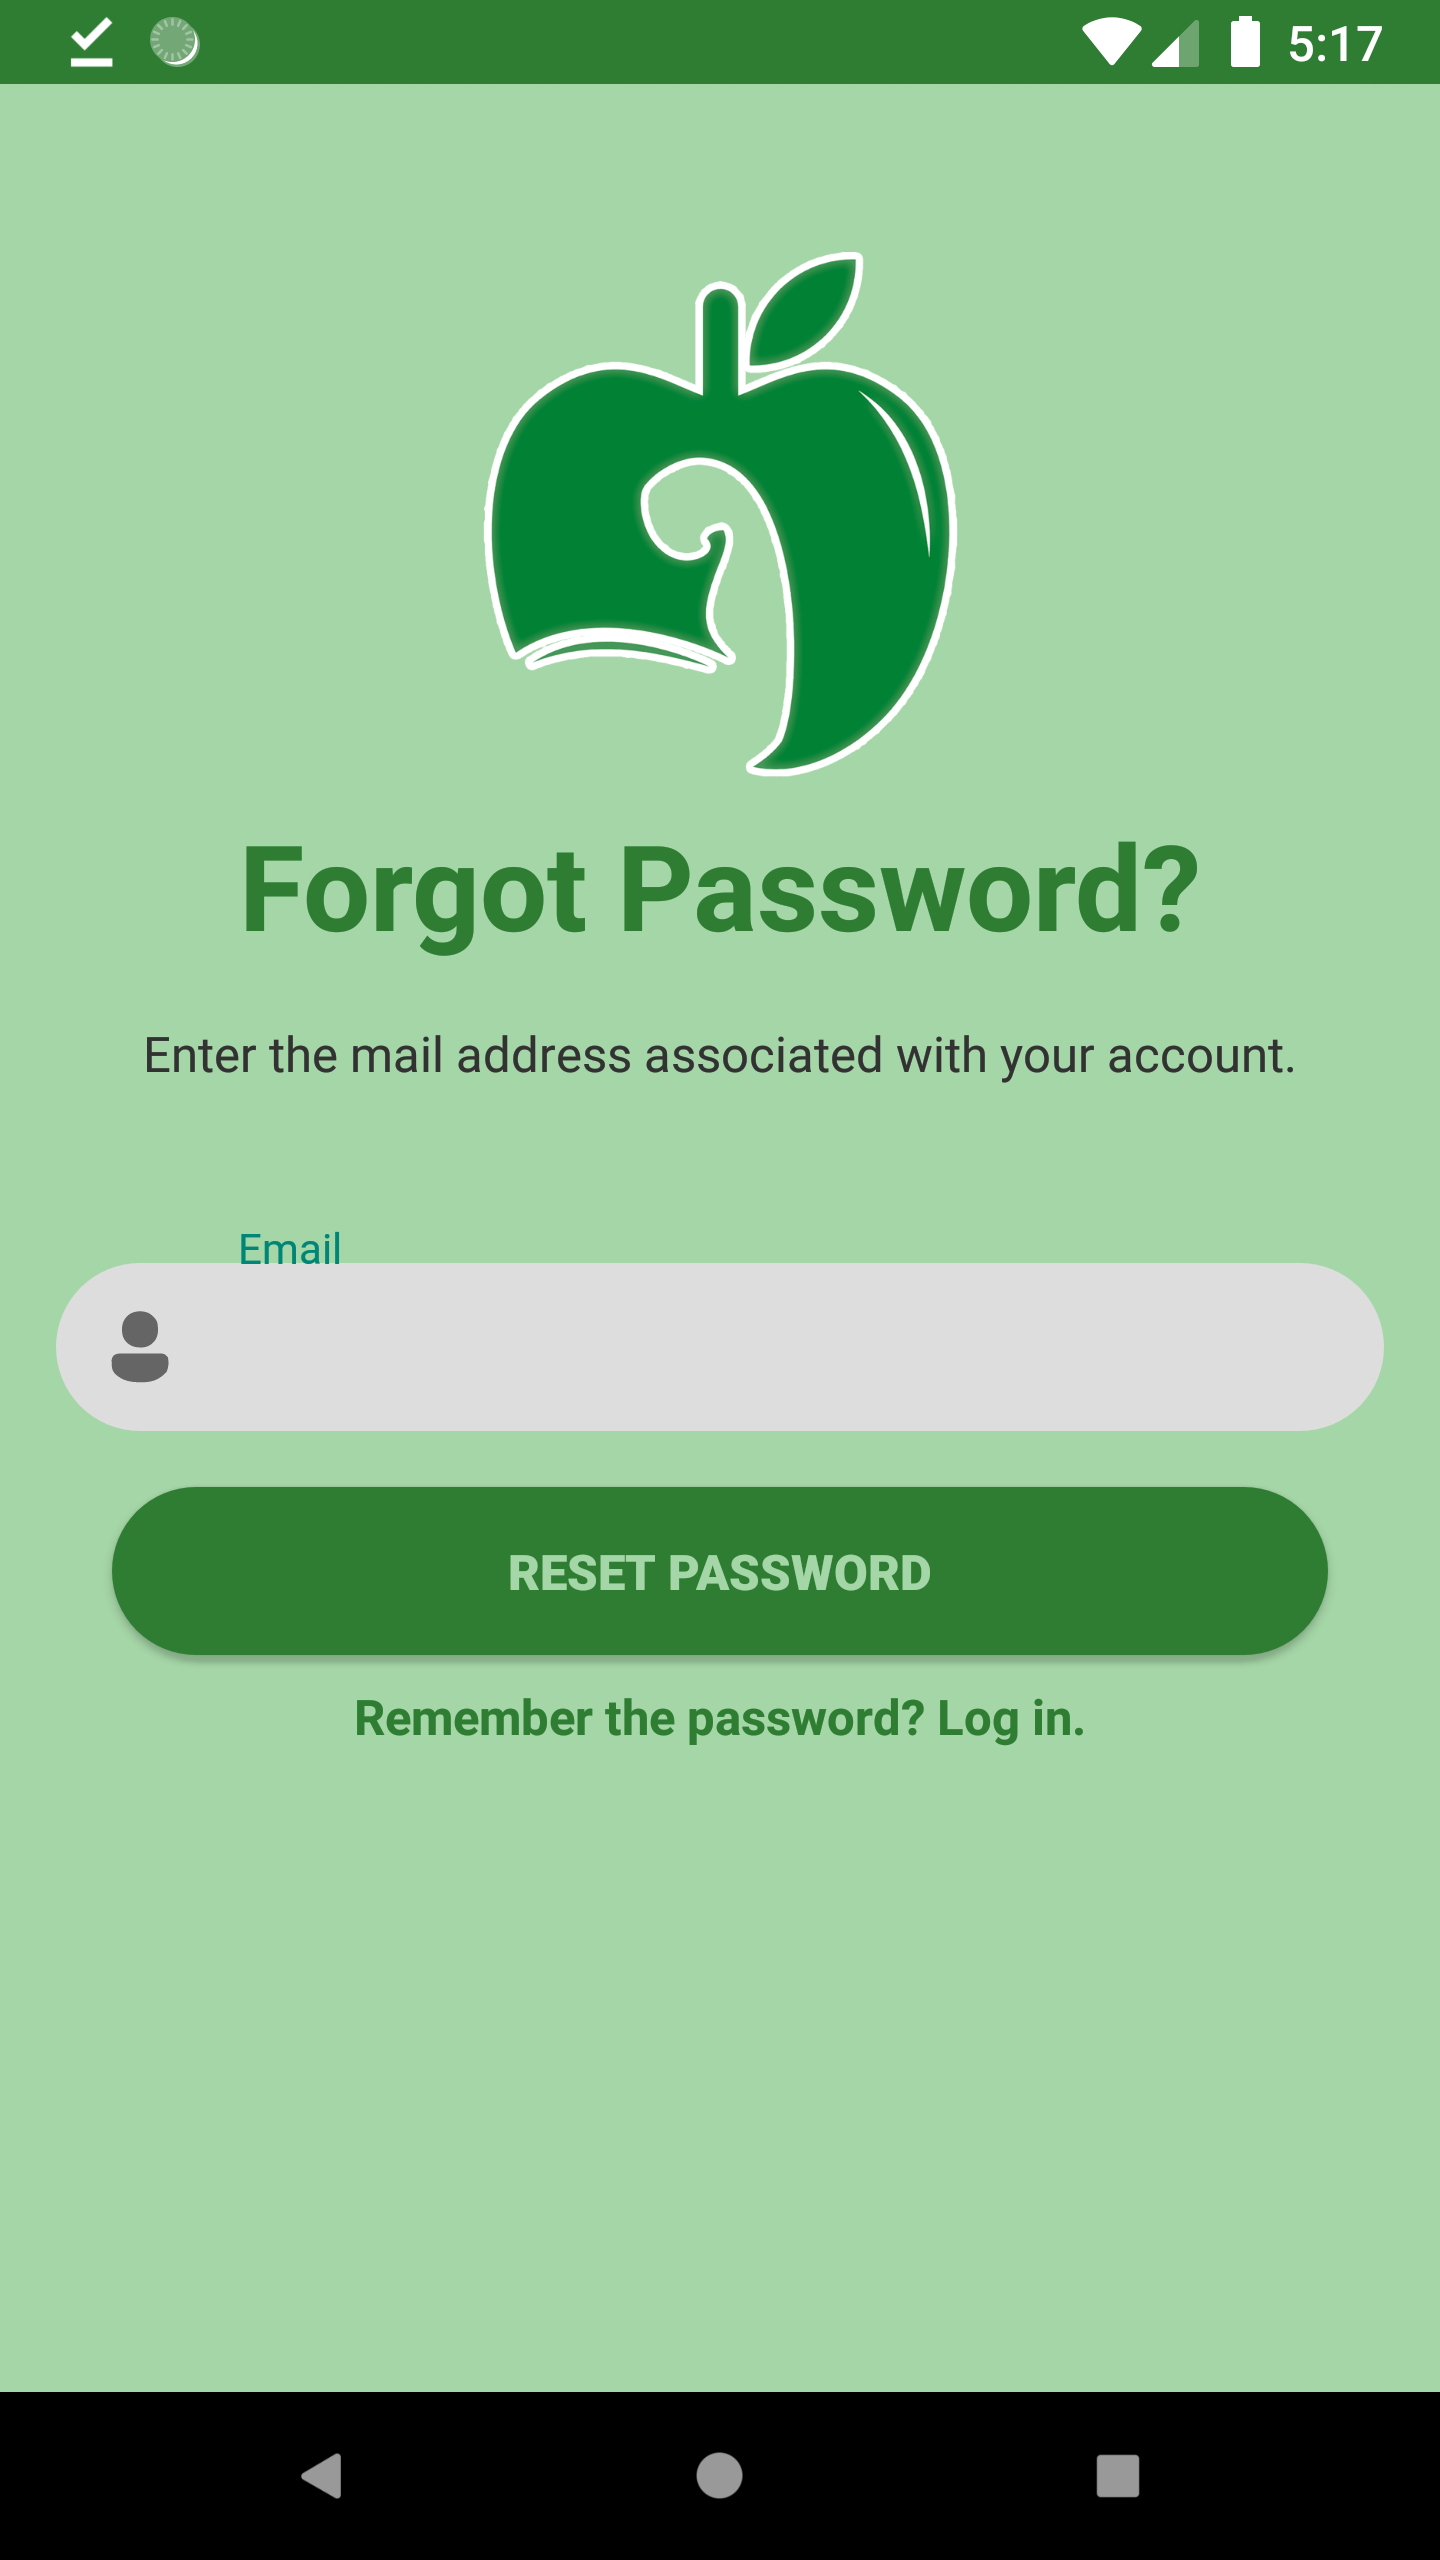 5:17
Forgot Password?
Enter the mail address associated with your account.
Email
RESET PASSWORD
Remember the password? Log in.